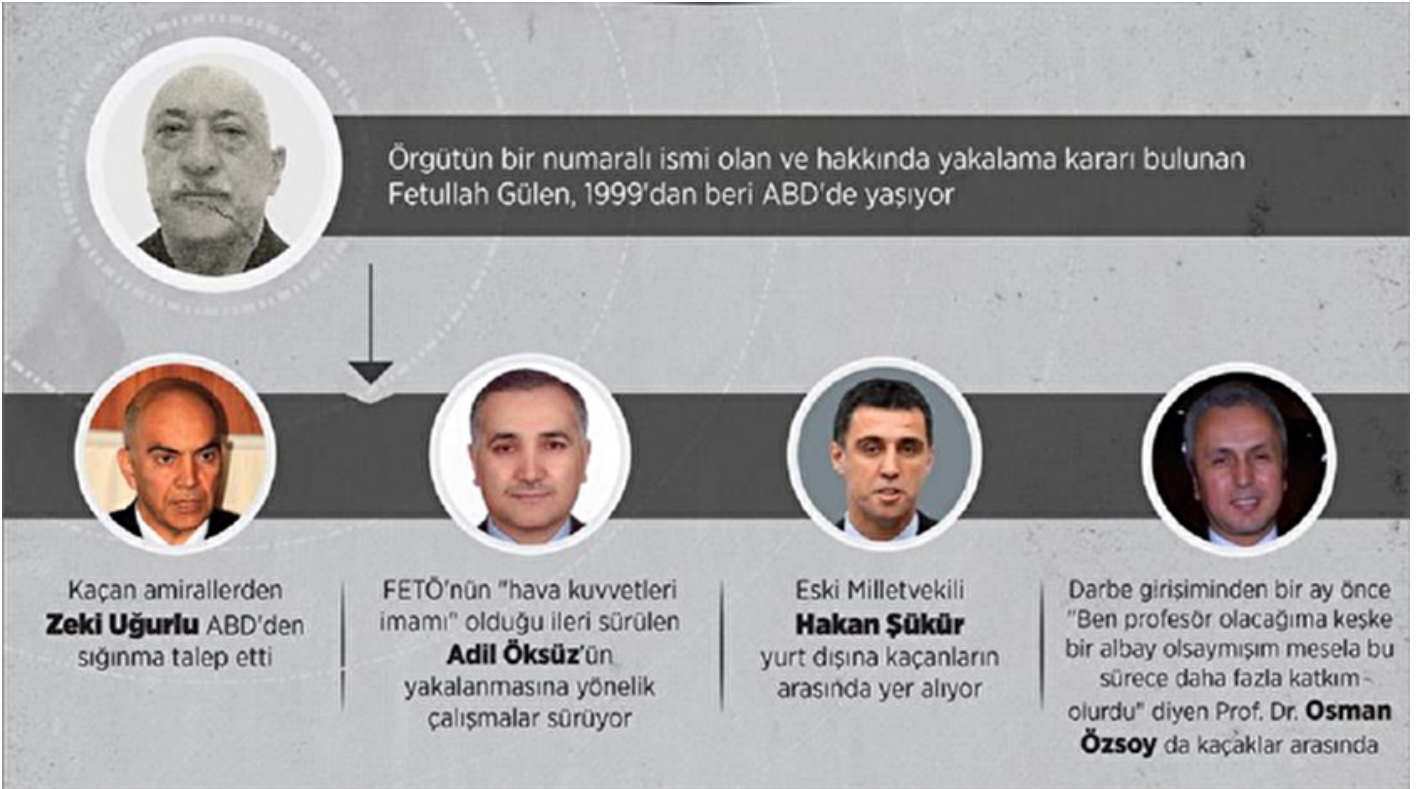 Örgütün bir numaralı ismi olan ve hakkında yakalama kararı bulunan
Fetullah Gülen, 1999'dan beri ABD'de yaşıyor
Kaçan amirallerden
Zeki Uğurlu ABD'den
sığınma talep etti
FETÖ'nün "hava kuvvetleri
imamı" olduğu ileri sürülen
Adil Öksüz'ün
yakalanmasına yönelik
çalışmalar sürüyor
Eski Milletvekili
Hakan Şükür
yurt dışına kaçanların
arasında yer alıyor
Darbe girişiminden bir ay önce
"Ben profesör olacağıma keşke
bir albay olsaymışım mesela bu
sürece daha fazla katkım
olurdu" diyen Prof. Dr. Osman
Özsoy da kaçaklar arasında